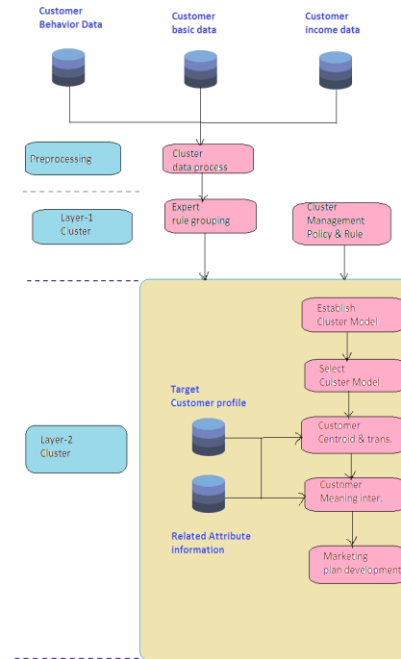 Customer
Behavior Data
Customer
basic data
Customer
income data
Preprocessing
Cluster
data process
Layer-1
Cluster
Expert
rule grouping
Cluster
Management
Policy & Rule
Establish
Cluster Model
Select
Culster Model
Target
Customer profile
Layer-2
Cluster
Customer
Centroid & trans.
Customer
Meaning inter.
Related Attribute
information
Marketing
plan development